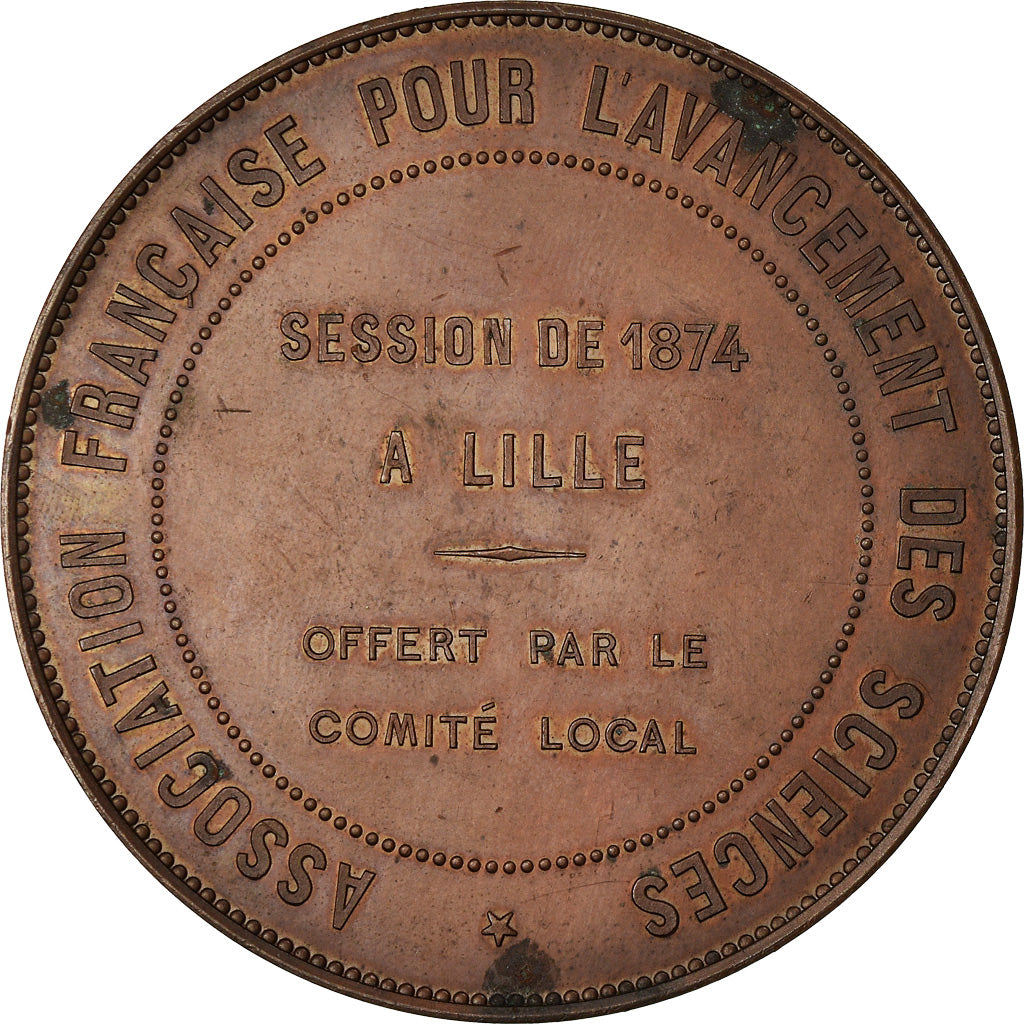 ASSOCIATION FRANÇAISE POUR L'AVANCEMENT DES SCIENCES
SESSION DE 1874
A LILLE
OFFERT PAR LE
COMITÉ LOCAL